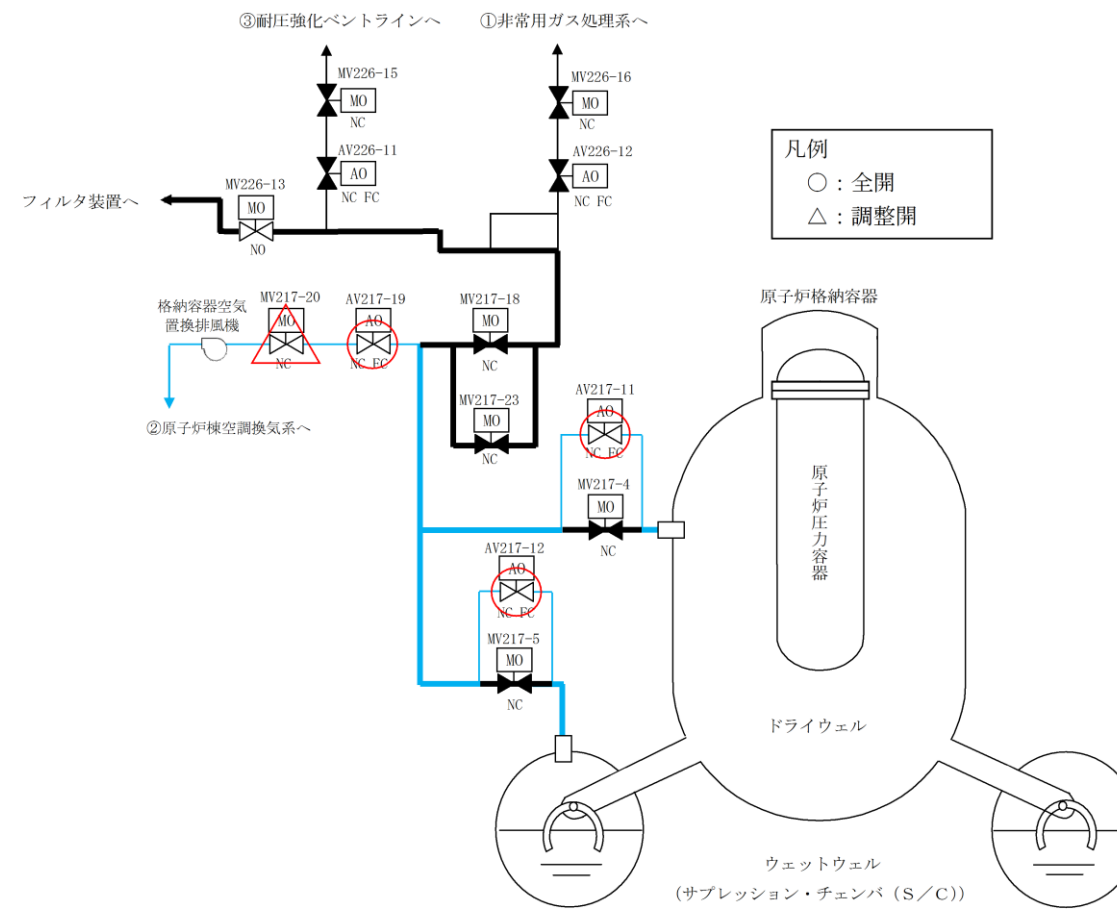 ③耐圧強化ベントラインへ
①非常用ガス処理系へ
MV226-15
MO
NC
MV226-16
MO
NC
AV226-11
AO
NC FC
AV226-12
AO
NC FC
凡例
○：全開
△：調整開
MV226-13
MO
NO
フィルタ装置へ
格納容器空気
置換排風機
MV217-20
MO
NC
AV217-19
AO
NC FC
MV217-18
MO
NC
原子炉格納容器
②原子炉棟空調換気系へ
MV217-23
MO
NC
AV217-11
AO
NC FC
MV217-4
MO
NC
原子炉圧力容器
AV217-12
AO
NC FC
MV217-5
MO
NC
ドライウェル
ウェットウェル
(サプレッション・チェンバ（Ｓ／Ｃ）)